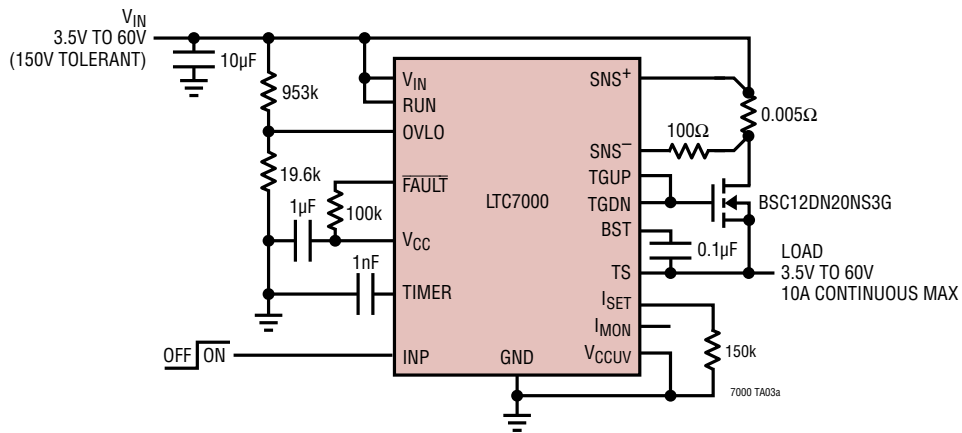 VIN
3.5V TO 60V
(150V TOLERANT)
10μF
953k
19.6k
1μF
100k
1nF
OFF ON
VIN
RUN
OVLO
FAULT
VCC
TIMER
INP
LTC7000
GND
SNS+
SNS−
TGUP
TGDN
BST
TS
ISET
IMON
VCCUV
0.005Ω
100Ω
BSC12DN20NS3G
0.1μF
LOAD
3.5V TO 60V
10A CONTINUOUS MAX
150k
7000 TA03a